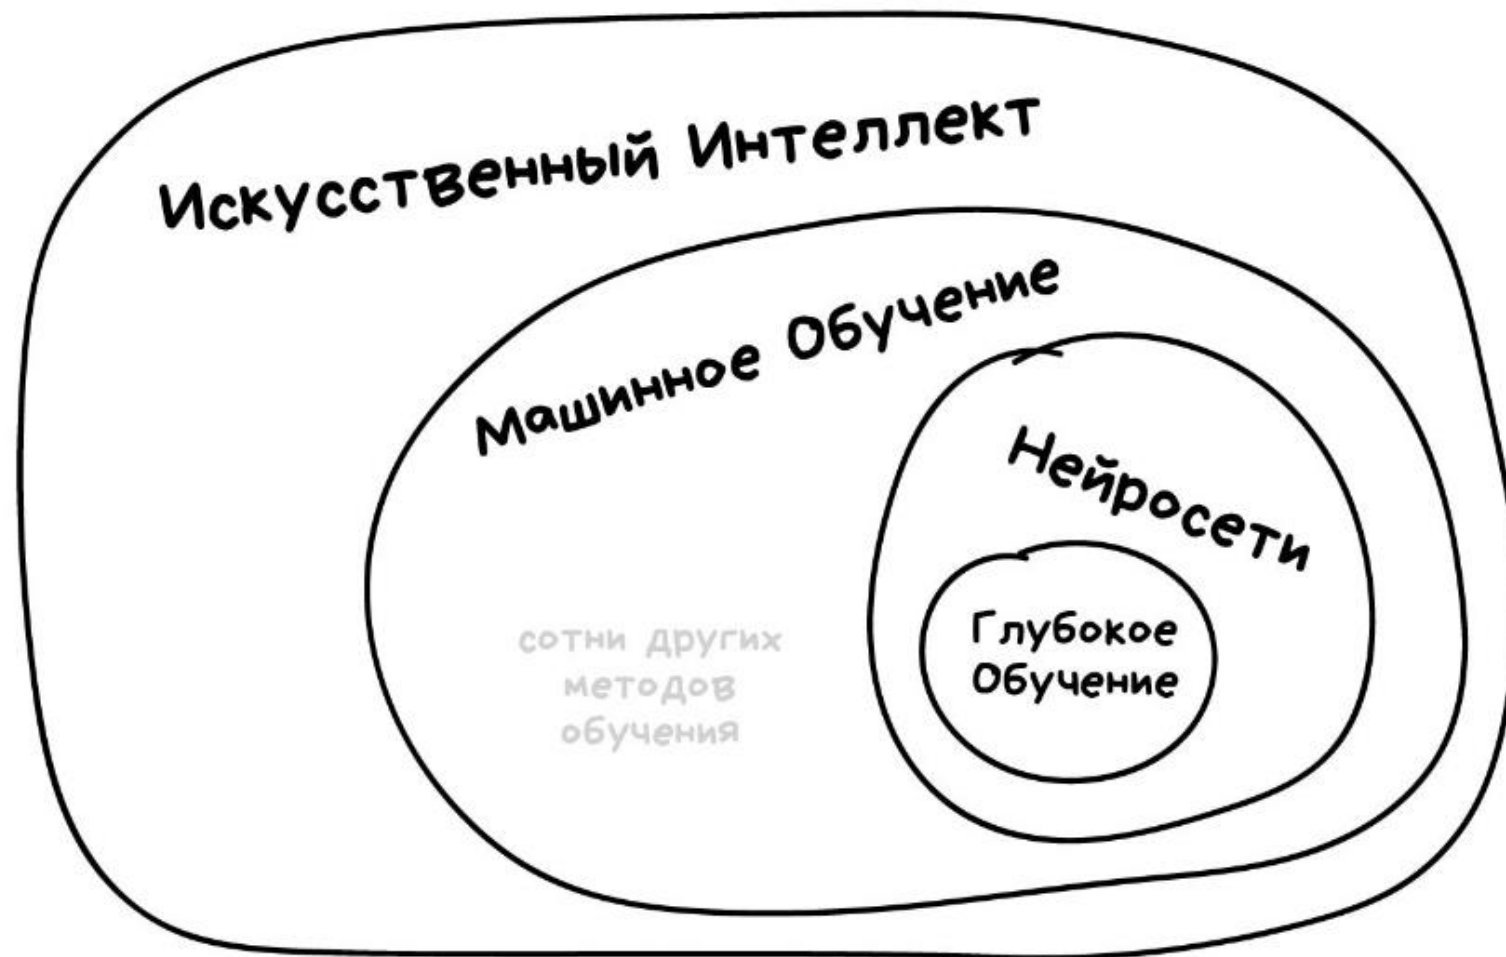 Искусственный Интеллект
Машинное Обучение
Нейросети
Глубокое
Обучение
сотни других
методов
обучения